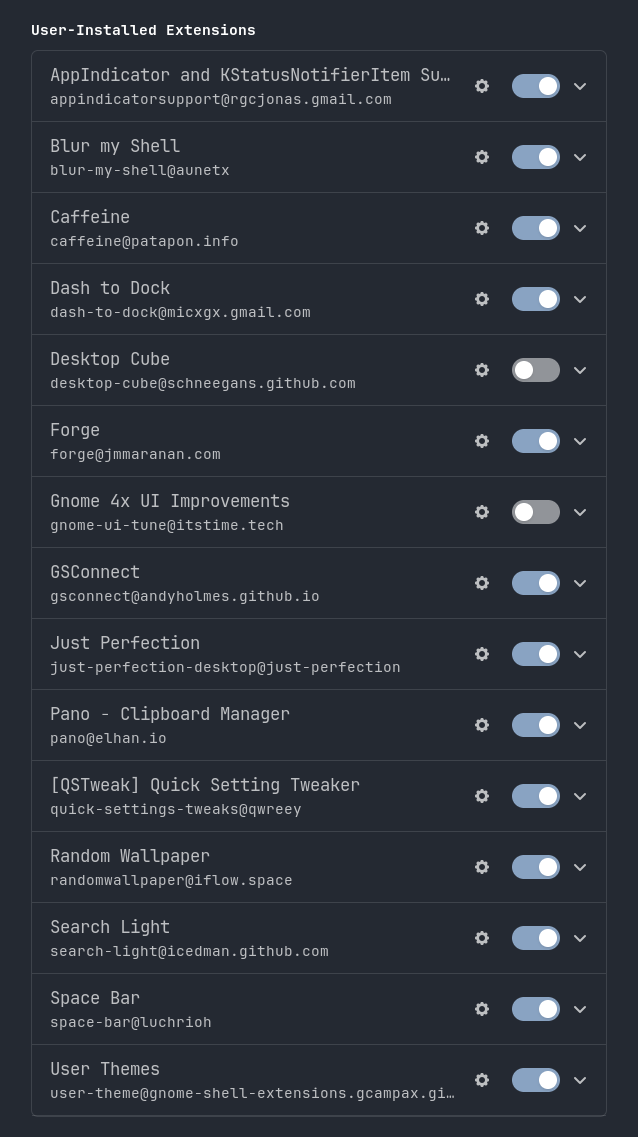 User-Installed Extensions
AppIndicator and KStatusNotifierItem Su…
appindicatorsupport@rgcjonas.gmail.com
Blur my Shell
blur-my-shell@aunetx
Caffeine
caffeine@patapon.info
Dash to Dock
dash-to-dock@micxgx.gmail.com
Desktop Cube
desktop-cube@schneegans.github.com
Forge
forge@jmmaranan.com
Gnome 4x UI Improvements
gnome-ui-tune@itstime.tech
GSConnect
gsconnect@andyholmes.github.io
Just Perfection
just-perfection-desktop@just-perfection
Pano - Clipboard Manager
pano@elhan.io
[QSTweak] Quick Setting Tweaker
quick-settings-tweaks@qwreey
Random Wallpaper
randomwallpaper@iflow.space
Search Light
search-light@icedman.github.com
Space Bar
space-bar@luchrioh
User Themes
user-theme@gnome-shell-extensions.gcampax.gi…